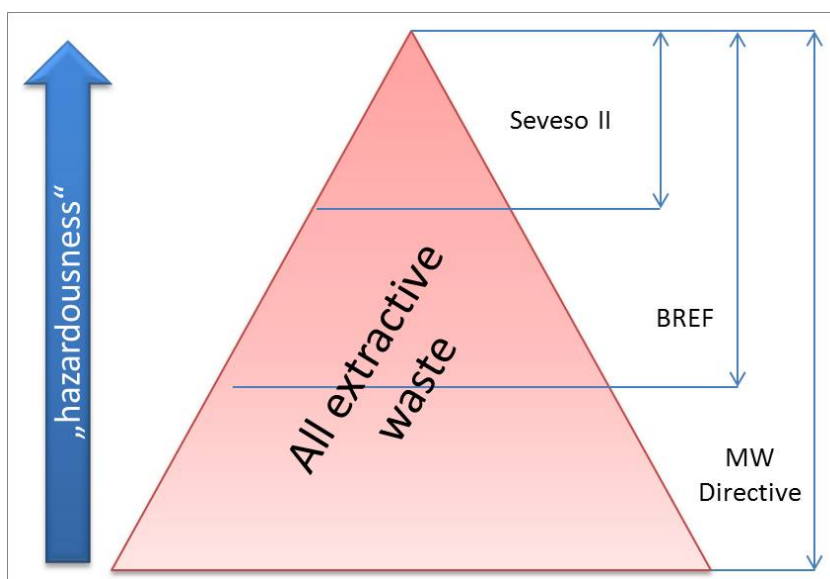 „hazardousness“
Seveso II
All extractive
waste
BREF
MW
Directive